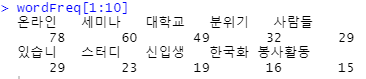 > wordFreq[1:10]
온라인 세미나 대학교 분위기 사람들
78 60 49 32 29
있습니 스터디 신입생 한국화 봉사활동
29 23 19 16 15